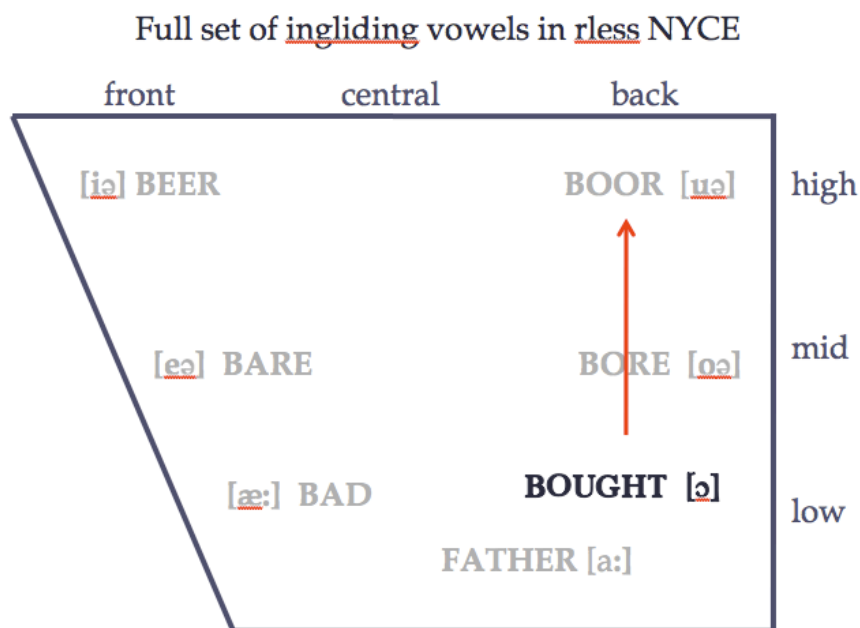 Full set of ingliding vowels in rless NYCE
front central back
[iə] BEER BOOR [uə] high
[eə] BARE BORE [oə] mid
[æ:] BAD BOUGHT [ɔ] low
FATHER [a:]